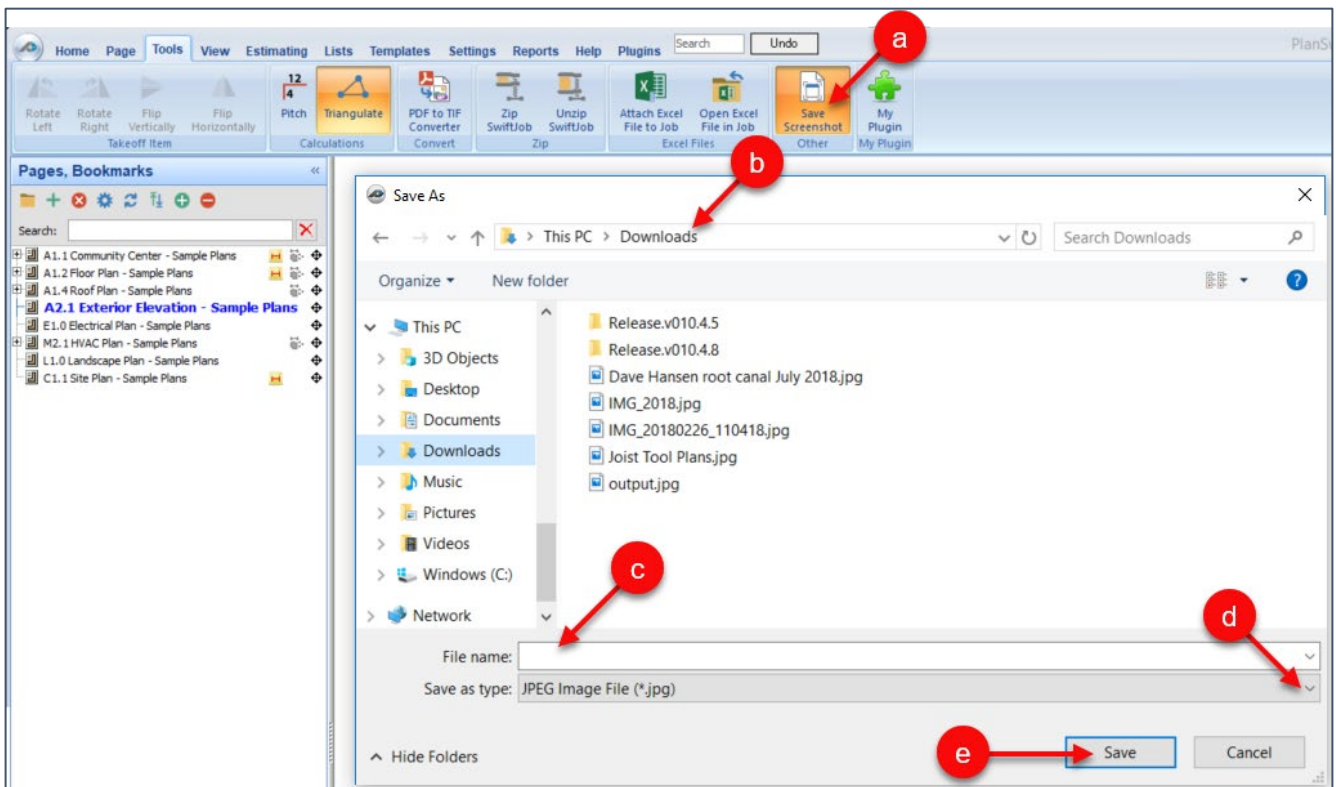 Home Page Tools View Estimating Lists Templates Settings Reports Help Plugins Search Undo
a
12
4
Rotate Left
Rotate Right
Flip Vertically
Flip Horizontally
Pitch
Triangulate
PDF to TIF Converter
Zip SwiftJob
Unzip SwiftJob
Attach Excel File to Job
Open Excel File in Job
Save Screenshot
My Plugin
Takeoff Item Calculations Convert Zip Excel Files Other My Plugin
b
Pages, Bookmarks
Search:
A1.1 Community Center - Sample Plans
A1.2 Floor Plan - Sample Plans
A1.4 Roof Plan - Sample Plans
A2.1 Exterior Elevation - Sample Plans
E1.0 Electrical Plan - Sample Plans
M2.1 HVAC Plan - Sample Plans
L1.0 Landscape Plan - Sample Plans
C1.1 Site Plan - Sample Plans
Save As
This PC > Downloads
Search Downloads
Organize New folder
This PC
3D Objects
Desktop
Documents
Downloads
Music
Pictures
Videos
Windows (C:)
Network
Release.v010.4.5
Release.v010.4.8
Dave Hansen root canal July 2018.jpg
IMG_2018.jpg
IMG_20180226_110418.jpg
Joist Tool Plans.jpg
output.jpg
c
d
File name:
Save as type: JPEG Image File (*.jpg)
Hide Folders
e
Save
Cancel